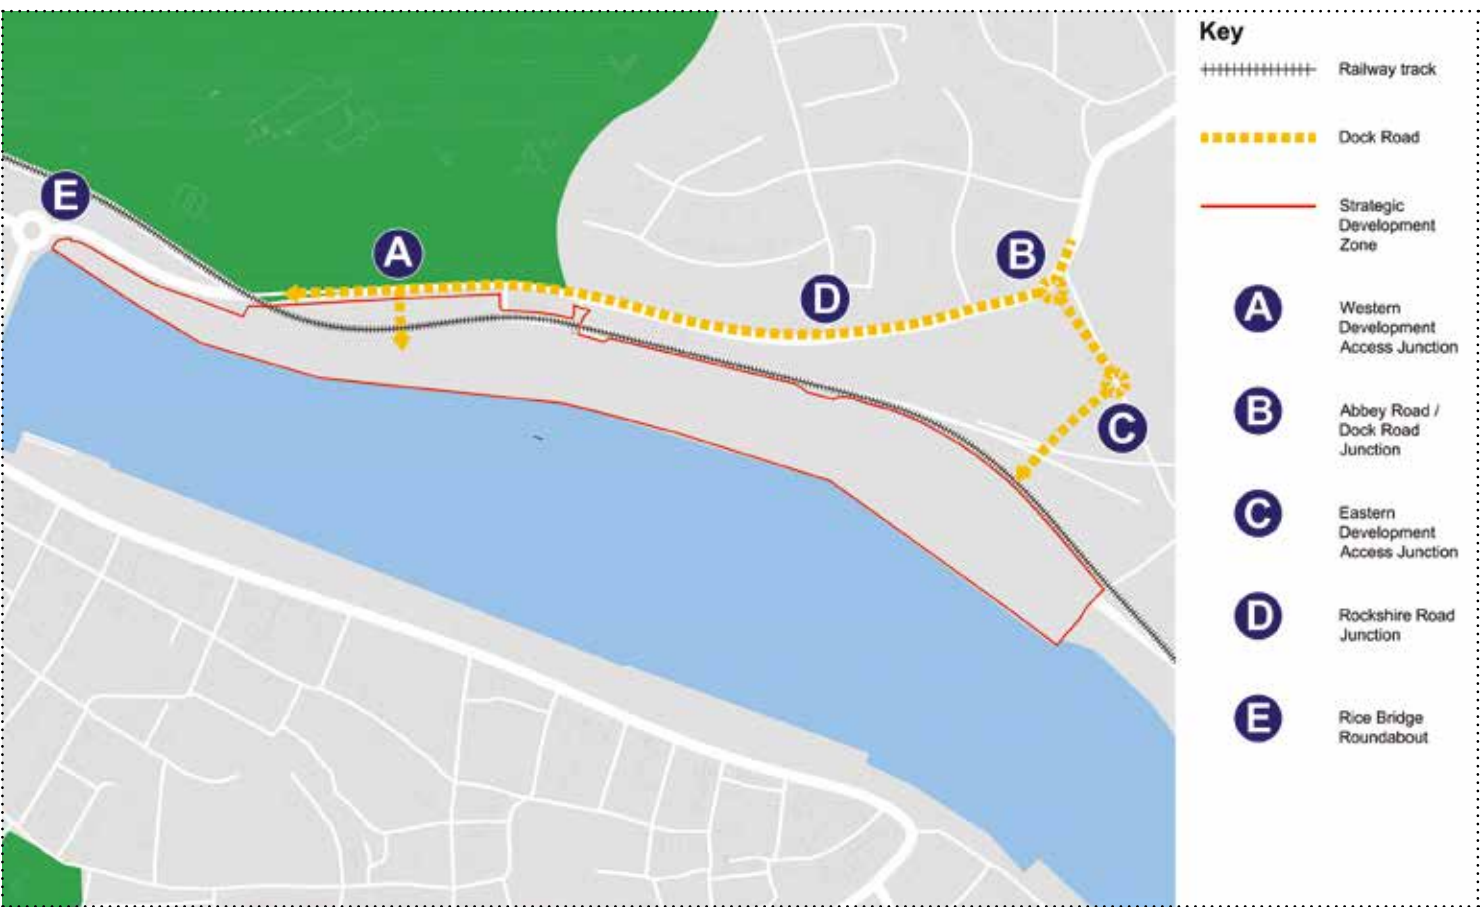 Key
Railway track
Dock Road
Strategic
Development
Zone
A
Western
Development
Access Junction
B
Abbey Road /
Dock Road
Junction
C
Eastern
Development
Access Junction
D
Rockshire Road
Junction
E
Rice Bridge
Roundabout
E
A
B
D
C